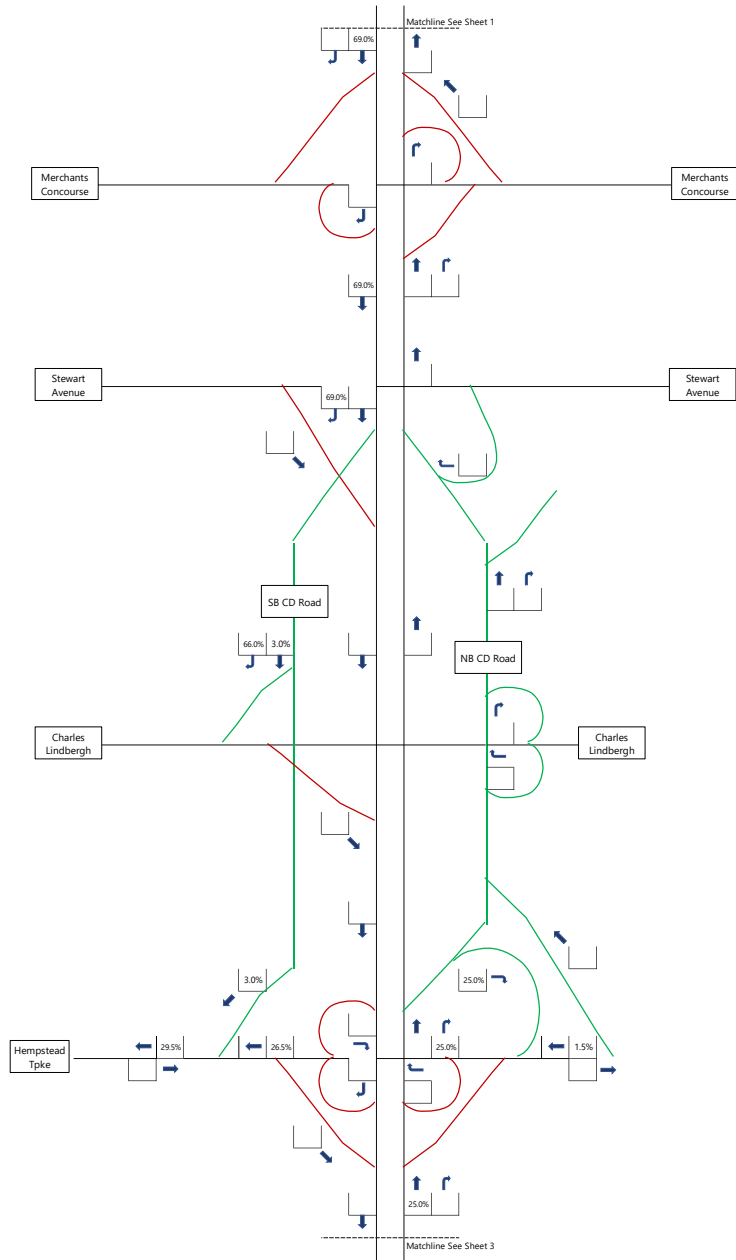 Matchline See Sheet 1
69.0%
Merchants
Concourse
Merchants
Concourse
69.0%
Stewart
Avenue
Stewart
Avenue
69.0%
SB CD Road
66.0% 3.0%
NB CD Road
Charles
Lindbergh
Charles
Lindbergh
3.0%
25.0%
Hempstead
Tpke
29.5%
26.5%
25.0%
1.5%
25.0%
Matchline See Sheet 3